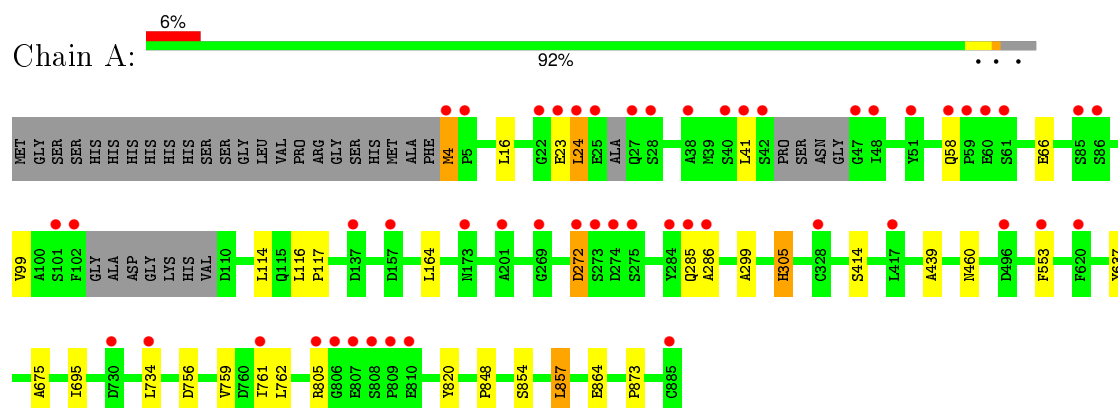 6%
Chain A:
92%
MET GLY SER SER HIS HIS HIS HIS HIS HIS SER SER GLY LEU VAL PRO ARG GLY SER HIS MET ALA PHE M4 P5 L16 G22 E23 L24 E25 ALA Q27 S28 A38 M39 S40 L41 S42 PRO SER ASN GLY G47 I48 Y51 Q58 P59 E60 S61 E66 S85 S86
V99 A100 S101 F102 GLY ALA ASP GLY LYS HIS VAL D110 L114 Q115 L116 P117 D137 D157 L164 N173 A201 G269 D272 S273 D274 S275 Y284 Q285 A286 A299 H305 C328 S414 L417 A439 N460 D496 F553 F620 Y637
A675 I695 D730 L734 D756 V759 D760 I761 L762 R805 G806 E807 S808 P809 E810 Y820 P848 S854 L857 E864 P873 C885